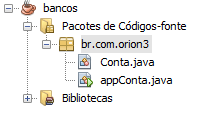 bancos
Pacotes de Códigos-fonte
br.com.orion3
Conta.java
appConta.java
Bibliotecas